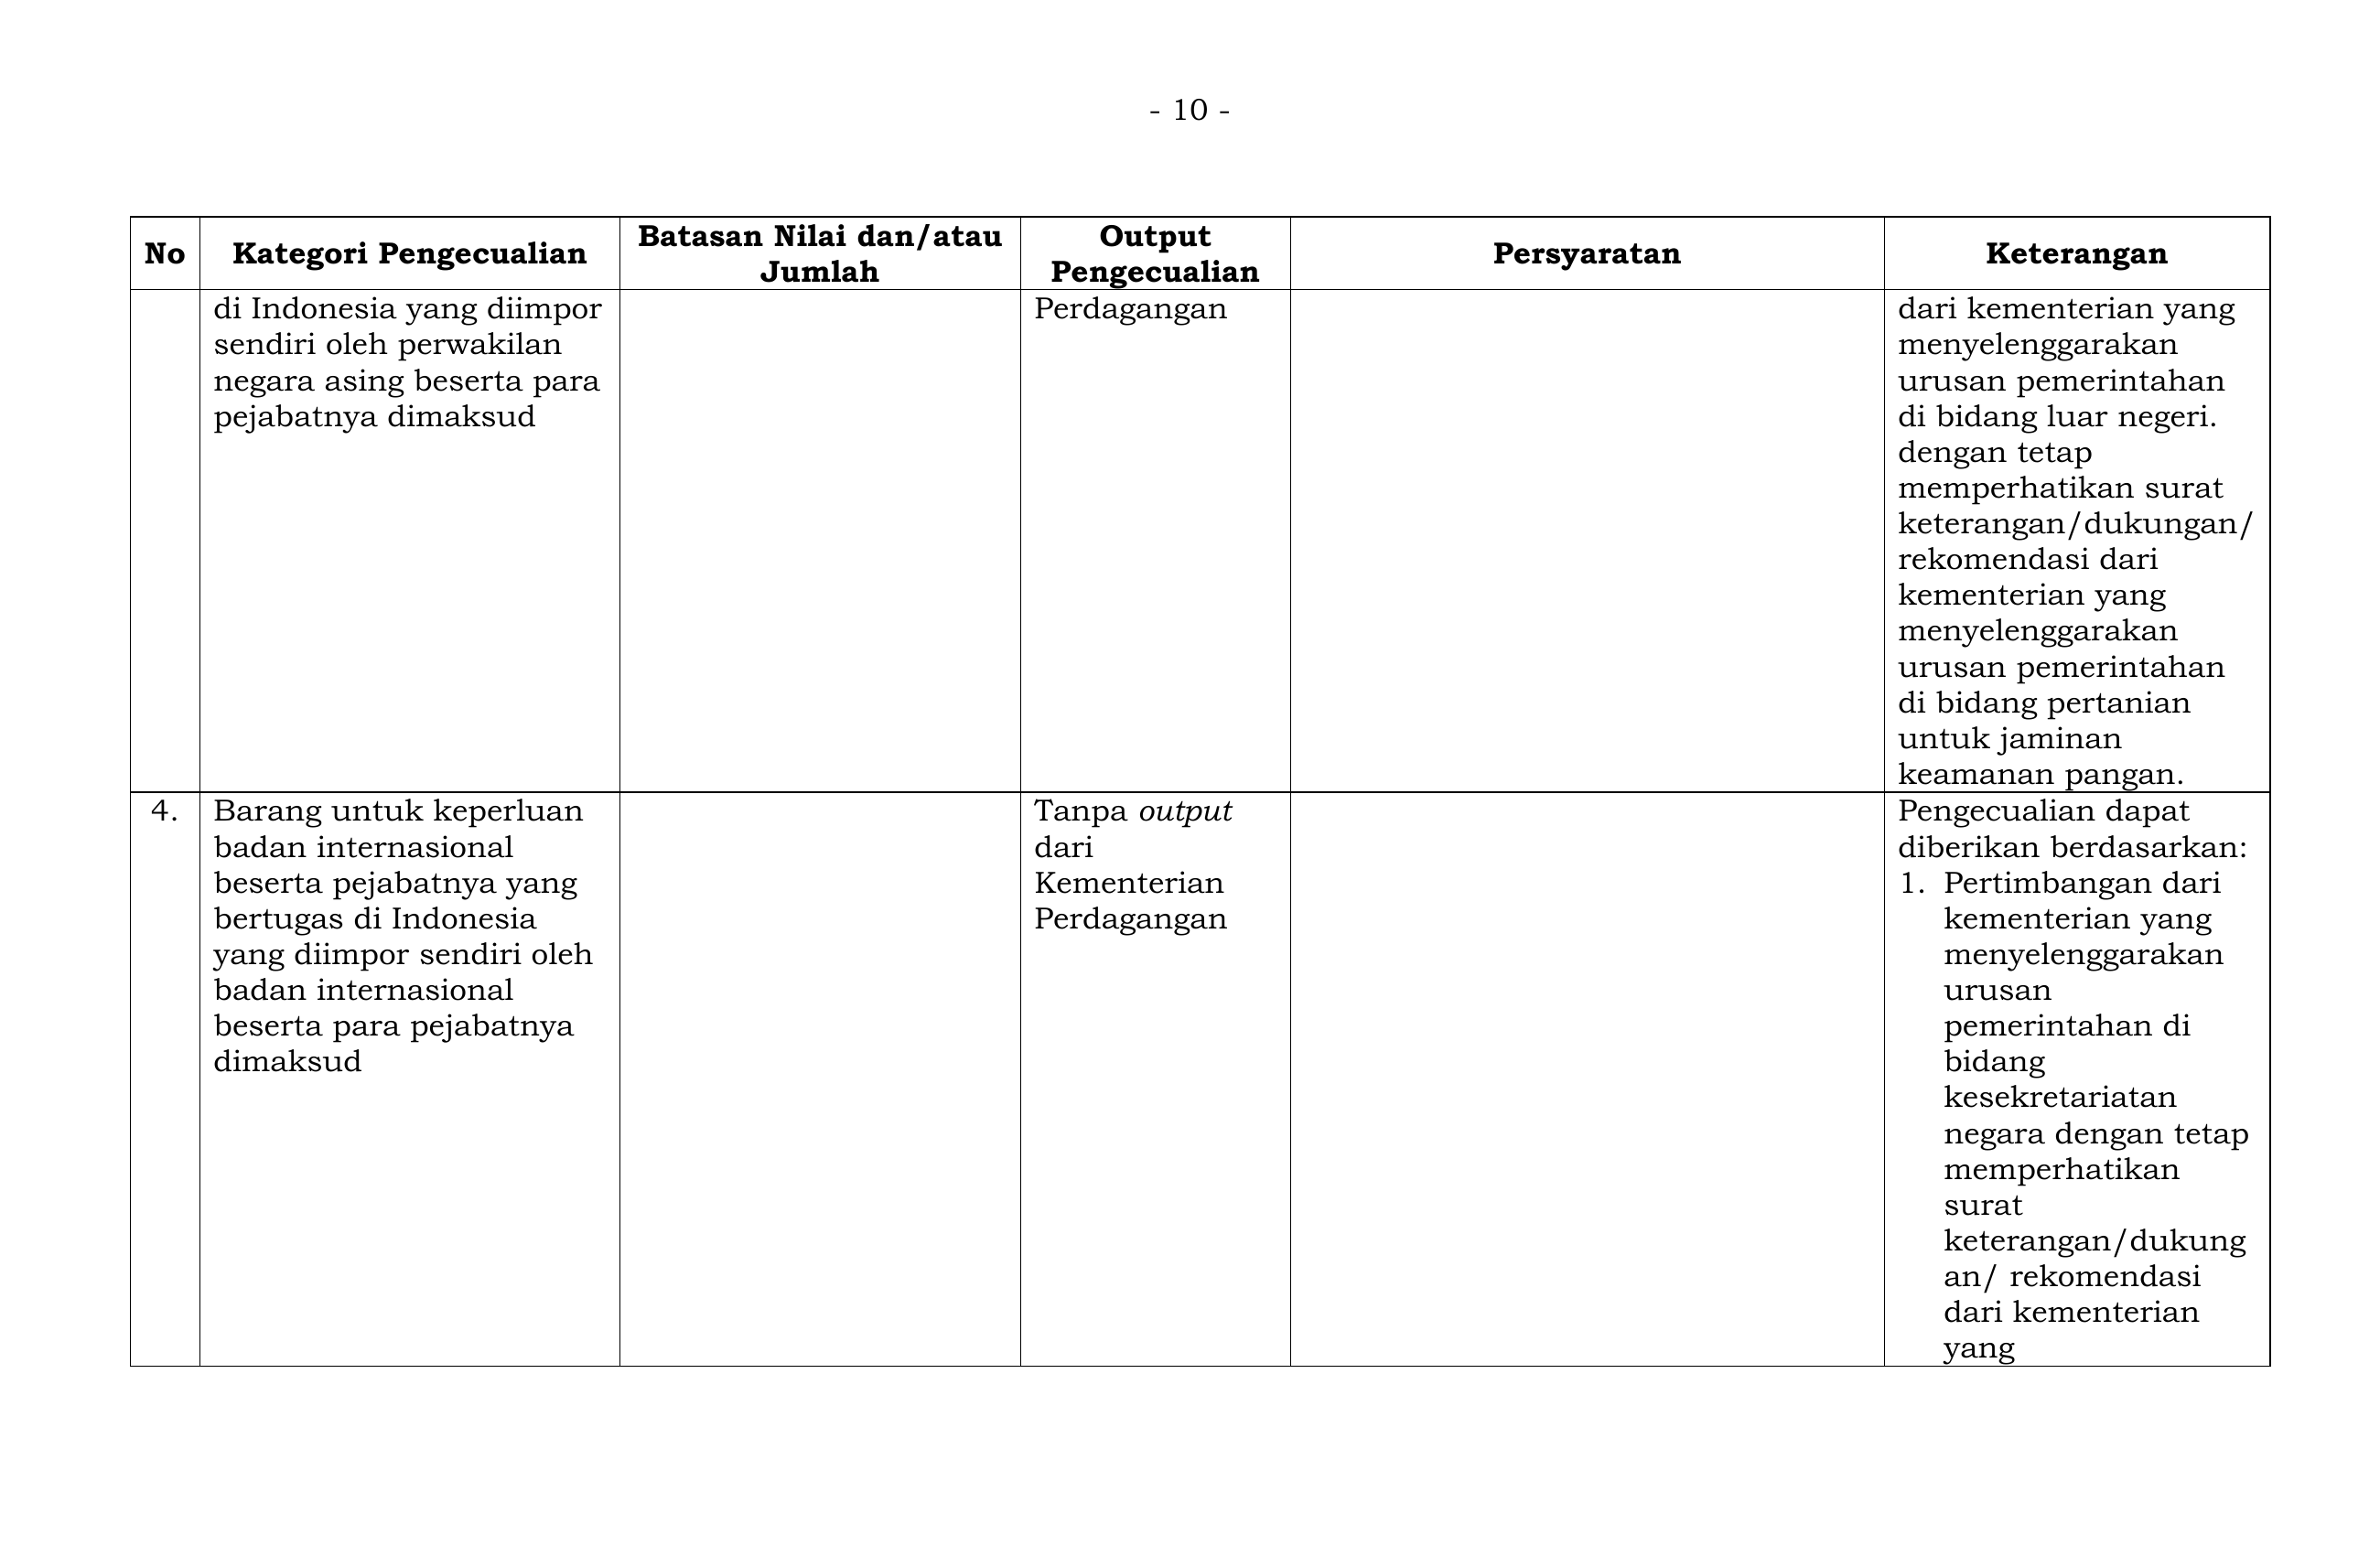 - 10 -
No
Kategori Pengecualian
Batasan Nilai dan/atau
Jumlah
Output
Pengecualian
Persyaratan
Keterangan
di Indonesia yang diimpor
sendiri oleh perwakilan
negara asing beserta para
pejabatnya dimaksud
Perdagangan
dari kementerian yang
menyelenggarakan
urusan pemerintahan
di bidang luar negeri.
dengan tetap
memperhatikan surat
keterangan/dukungan/
rekomendasi dari
kementerian yang
menyelenggarakan
urusan pemerintahan
di bidang pertanian
untuk jaminan
keamanan pangan.
4.
Barang untuk keperluan
badan internasional
beserta pejabatnya yang
bertugas di Indonesia
yang diimpor sendiri oleh
badan internasional
beserta para pejabatnya
dimaksud
Tanpa output
dari
Kementerian
Perdagangan
Pengecualian dapat
diberikan berdasarkan:
1. Pertimbangan dari
kementerian yang
menyelenggarakan
urusan
pemerintahan di
bidang
kesekretariatan
negara dengan tetap
memperhatikan
surat
keterangan/dukung
an/ rekomendasi
dari kementerian
yang